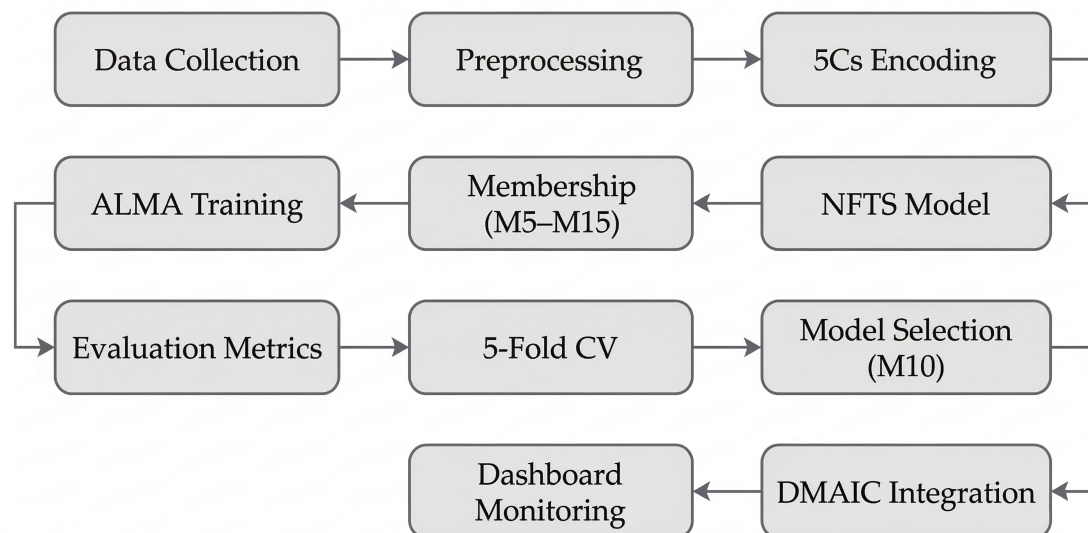 Data Collection
Preprocessing
5Cs Encoding
ALMA Training
Membership
(M5–M15)
NFTS Model
Evaluation Metrics
5-Fold CV
Model Selection
(M10)
Dashboard
Monitoring
DMAIC Integration